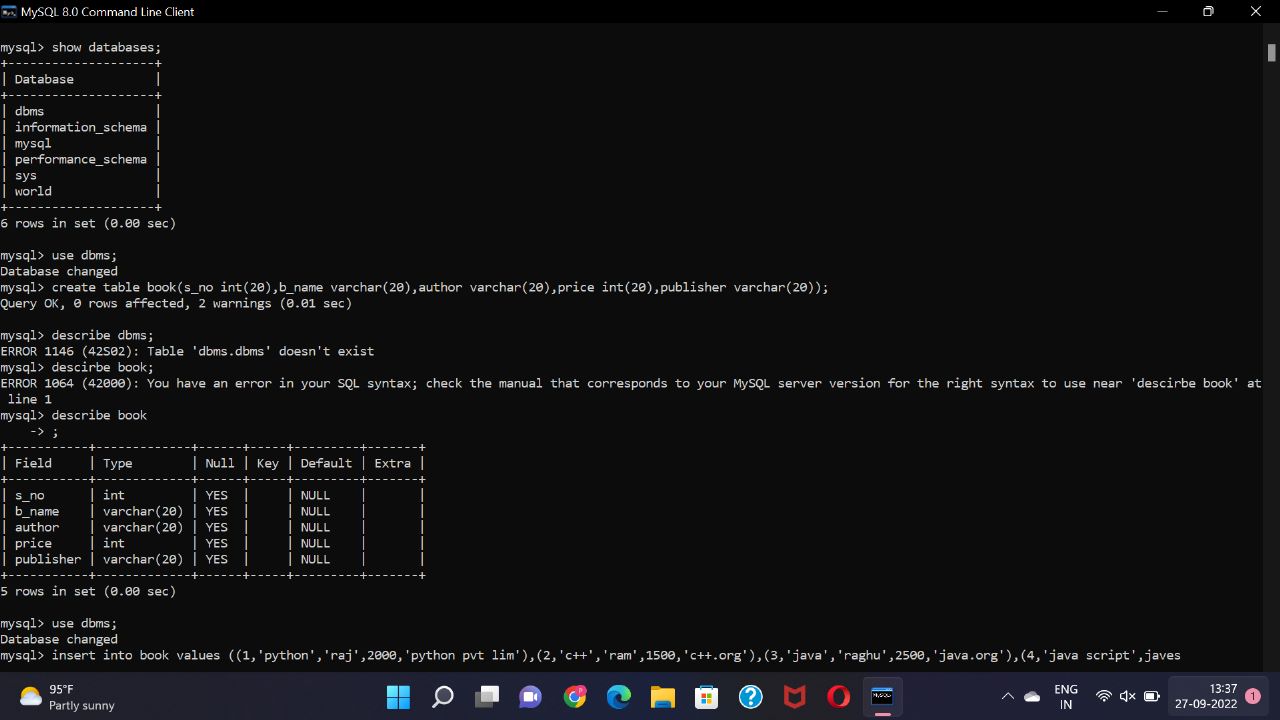 MySQL 8.0 Command Line Client
mysql> show databases;
+--------------------+
| Database           |
+--------------------+
| dbms               |
| information_schema |
| mysql              |
| performance_schema |
| sys                |
| world              |
+--------------------+
6 rows in set (0.00 sec)
mysql> use dbms;
Database changed
mysql> create table book(s_no int(20),b_name varchar(20),author varchar(20),price int(20),publisher varchar(20));
Query OK, 0 rows affected, 2 warnings (0.01 sec)
mysql> describe dbms;
ERROR 1146 (42S02): Table 'dbms.dbms' doesn't exist
mysql> descirbe book;
ERROR 1064 (42000): You have an error in your SQL syntax; check the manual that corresponds to your MySQL server version for the right syntax to use near 'descirbe book' at
 line 1
mysql> describe book
    -> ;
+-----------+-------------+------+-----+---------+-------+
| Field     | Type        | Null | Key | Default | Extra |
+-----------+-------------+------+-----+---------+-------+
| s_no      | int         | YES  |     | NULL    |       |
| b_name    | varchar(20) | YES  |     | NULL    |       |
| author    | varchar(20) | YES  |     | NULL    |       |
| price     | int         | YES  |     | NULL    |       |
| publisher | varchar(20) | YES  |     | NULL    |       |
+-----------+-------------+------+-----+---------+-------+
5 rows in set (0.00 sec)
mysql> use dbms;
Database changed
mysql> insert into book values ((1,'python','raj',2000,'python pvt lim'),(2,'c++','ram',1500,'c++.org'),(3,'java','raghu',2500,'java.org'),(4,'java script',javes
95°F
Partly sunny
ENG
IN
13:37
27-09-2022
1